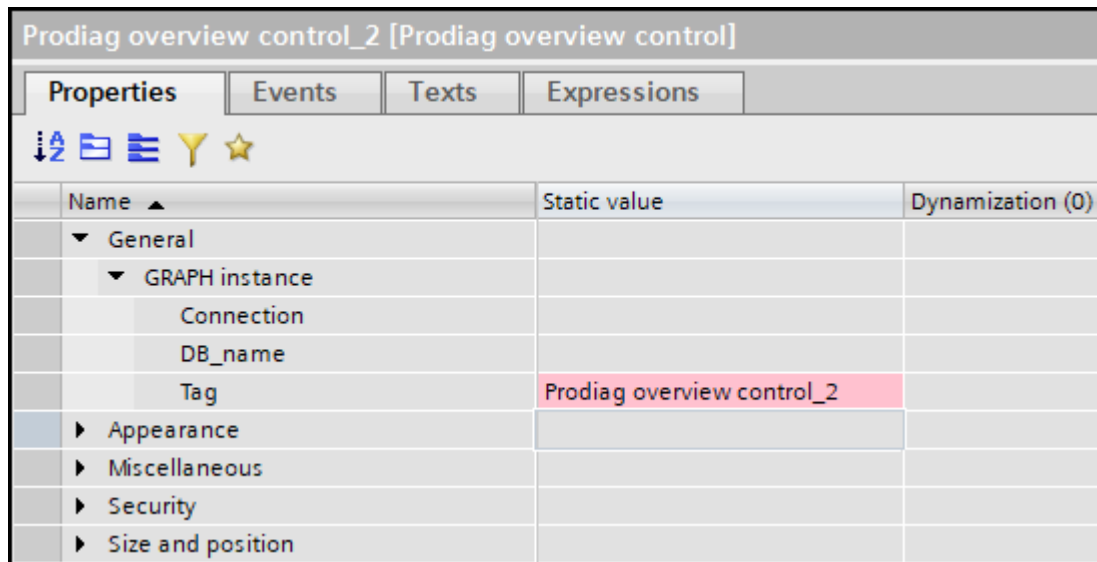 Prodiag overview control_2 [Prodiag overview control]
Properties Events Texts Expressions
Name Static value Dynamization (0)
General
GRAPH instance
Connection
DB_name
Tag Prodiag overview control_2
Appearance
Miscellaneous
Security
Size and position